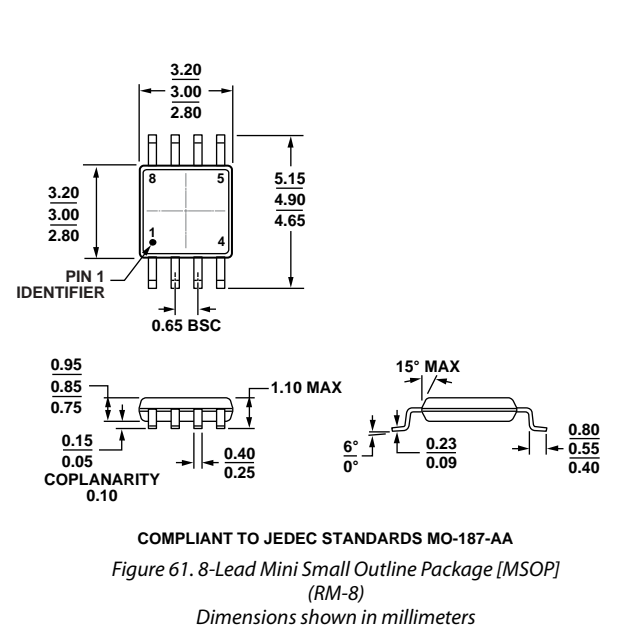 3.20
3.00
2.80
8
5
3.20
3.00
2.80
5.15
4.90
4.65
1
4
PIN 1
IDENTIFIER
0.65 BSC
0.95
0.85
0.75
1.10 MAX
15° MAX
0.15
0.05
COPLANARITY
0.10
0.40
0.25
6°
0°
0.23
0.09
0.80
0.55
0.40
COMPLIANT TO JEDEC STANDARDS MO-187-AA
Figure 61. 8-Lead Mini Small Outline Package [MSOP]
(RM-8)
Dimensions shown in millimeters